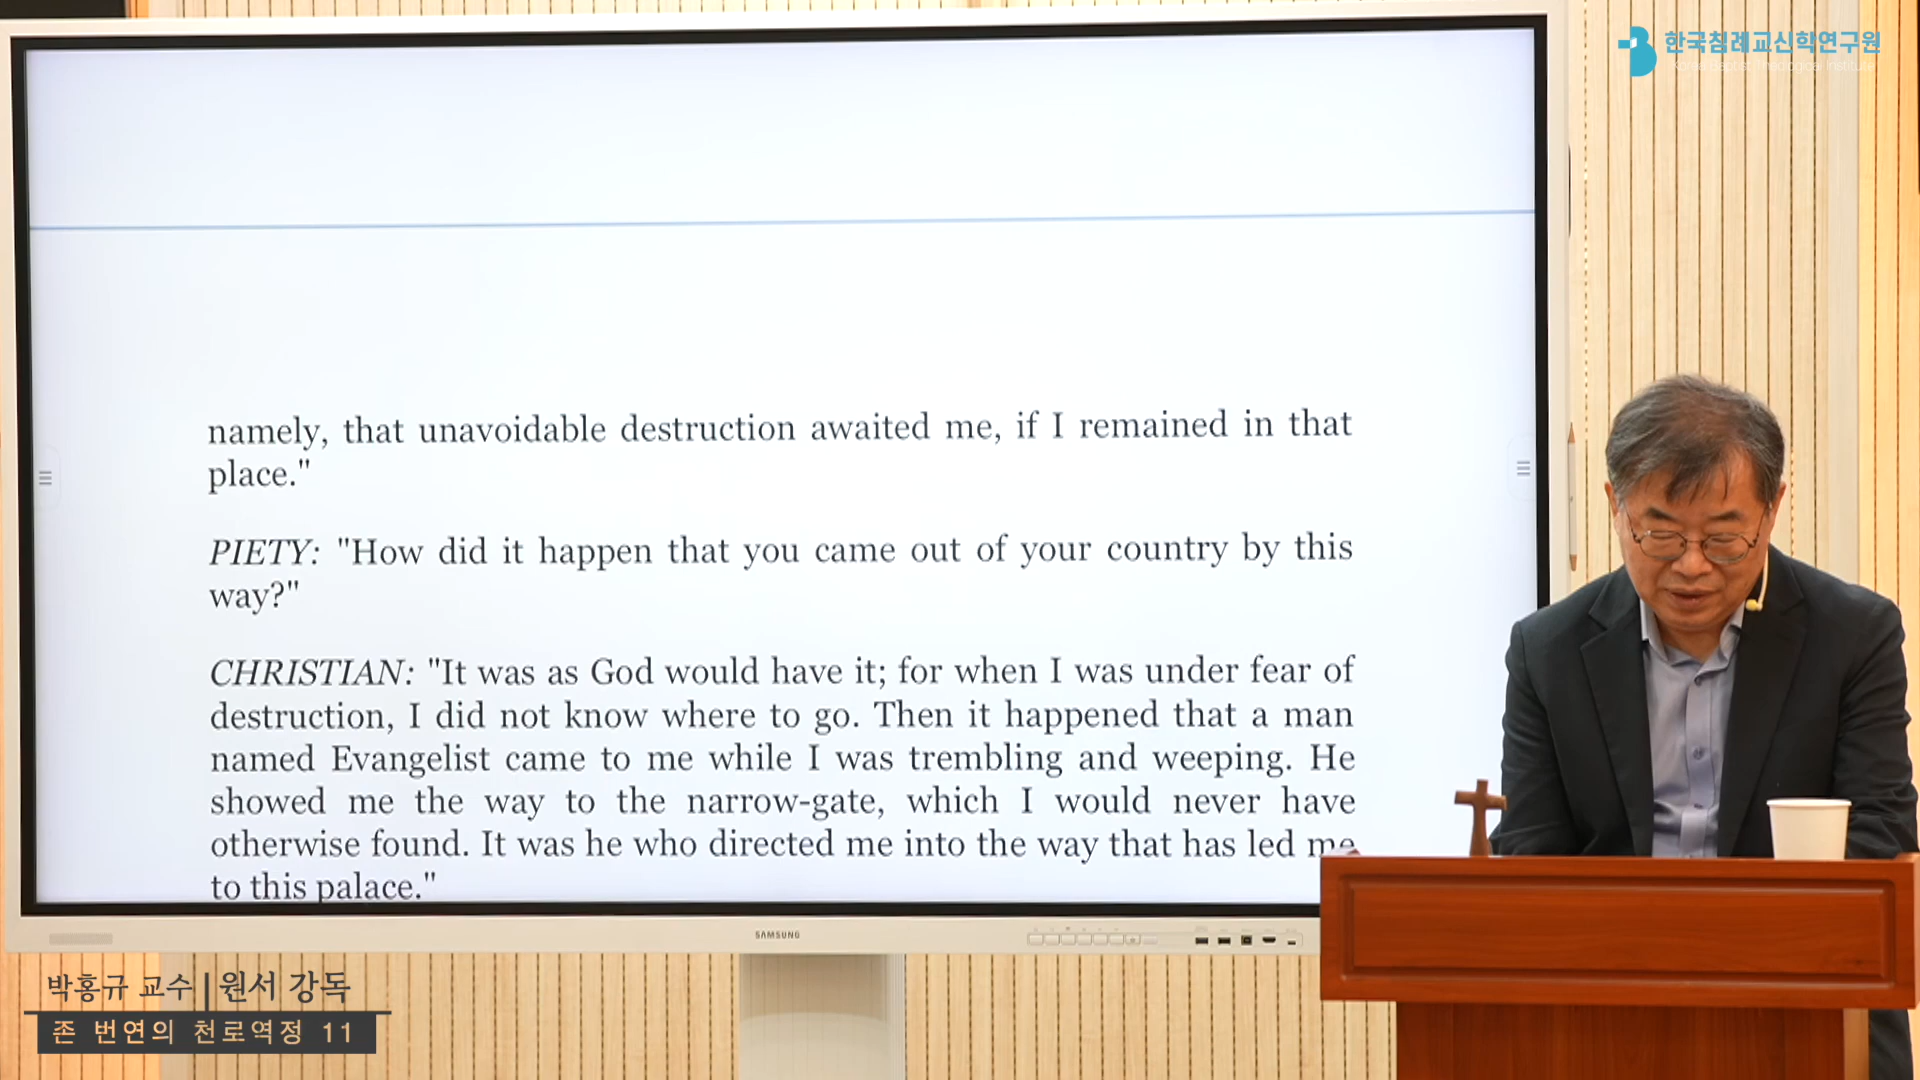 한국침례교신학연구원
Korea Baptist Theological Institute
namely, that unavoidable destruction awaited me, if I remained in that
place."
PIETY: "How did it happen that you came out of your country by this
way?"
CHRISTIAN: "It was as God would have it; for when I was under fear of
destruction, I did not know where to go. Then it happened that a man
named Evangelist came to me while I was trembling and weeping. He
showed me the way to the narrow-gate, which I would never have
otherwise found. It was he who directed me into the way that has led me
to this palace."
SAMSUNG
박홍규 교수 | 원서 강독
존 번연의 천로역정 11